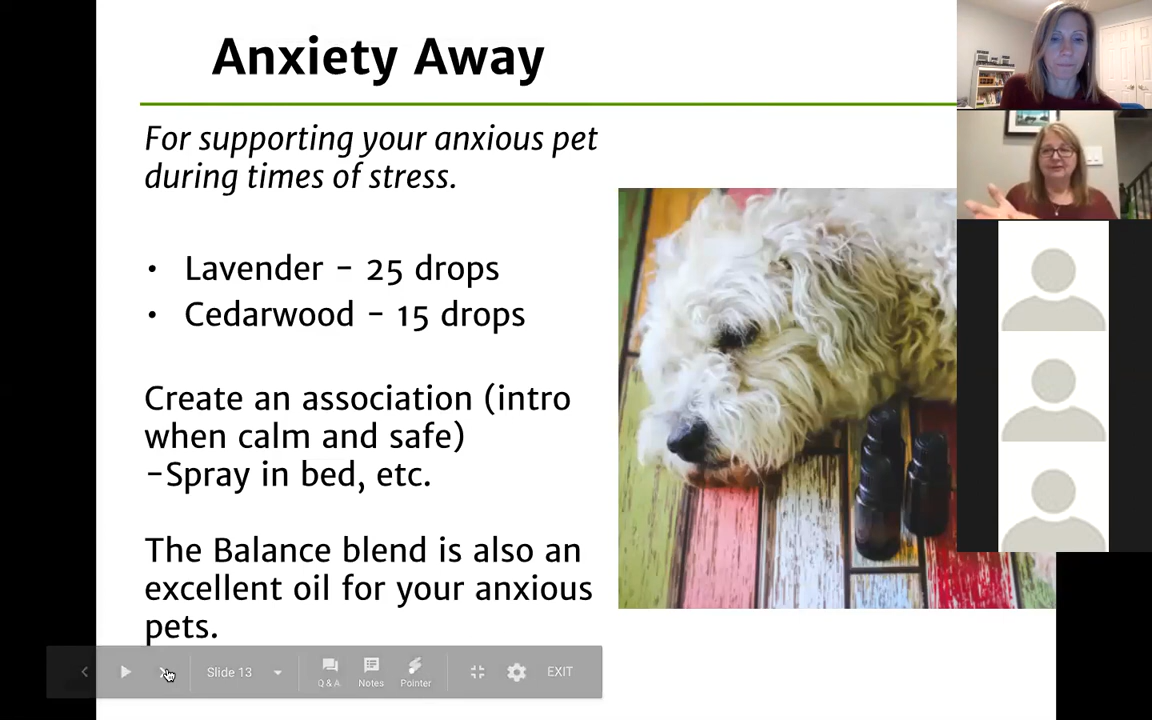 Anxiety Away
For supporting your anxious pet
during times of stress.
• Lavender - 25 drops
• Cedarwood - 15 drops
Create an association (intro
when calm and safe)
-Spray in bed, etc.
The Balance blend is also an
excellent oil for your anxious
pets.
Slide 13
Q & A
Notes
Pointer
EXIT